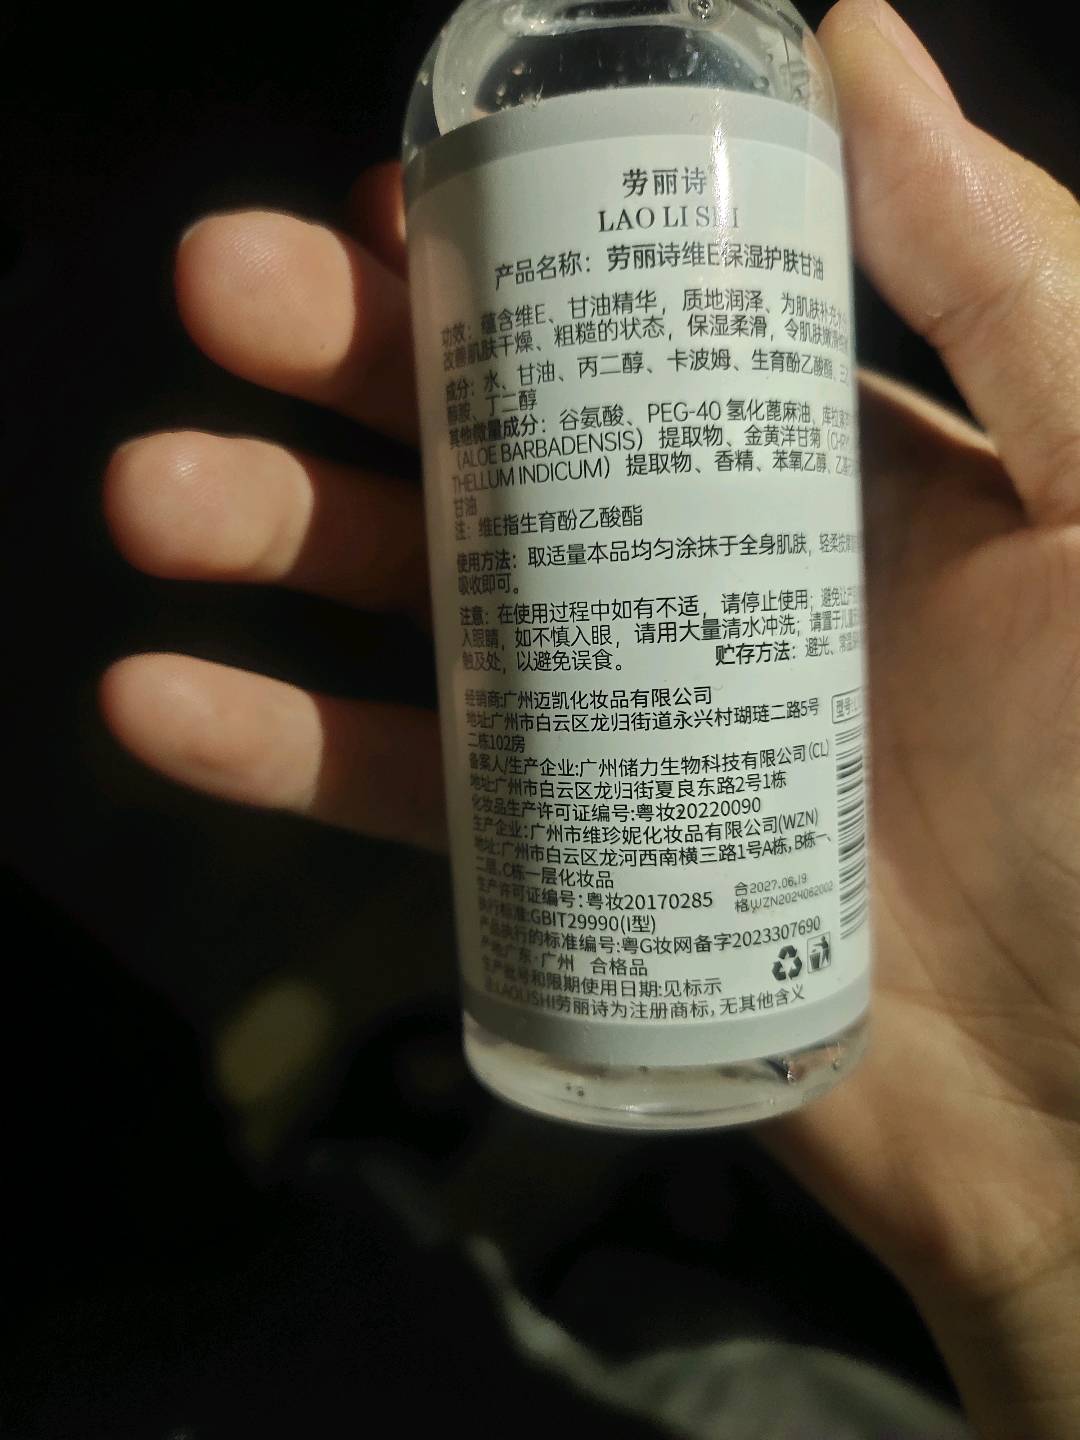 劳丽诗
LAO LI SHI
产品名称：劳丽诗维E保湿护肤甘油
功效：蕴含维E、甘油精华，质地润泽、为肌肤补充
改善肌肤干燥、粗糙的状态，保湿柔滑，令肌肤嫩滑
成分：水、甘油、丙二醇、卡波姆、生育酚乙酸酯、三
醇胺、丁二醇
其他微量成分：谷氨酸、PEG-40 氢化蓖麻油、库拉索
（ALOE BARBADENSIS）提取物、金黄洋甘菊（CHRY
THELLUM INDICUM）提取物、香精、苯氧乙醇、乙基
甘油
注：维E指生育酚乙酸酯
使用方法：取适量本品均匀涂抹于全身肌肤，轻柔按摩
吸收即可。
注意：在使用过程中如有不适，请停止使用；避免让产
入眼睛，如不慎入眼，请用大量清水冲洗；请置于儿童
触及处，以避免误食。 贮存方法：避光、常温
经销商:广州迈凯化妆品有限公司
地址:广州市白云区龙归街道永兴村瑚琏二路5号
二栋102房
型号:
备案人/生产企业:广州储力生物科技有限公司(CL)
地址:广州市白云区龙归街夏良东路2号1栋
化妆品生产许可证编号:粤妆20220090
生产企业:广州市维珍妮化妆品有限公司(WZN)
地址:广州市白云区龙河西南横三路1号A栋,B栋一、
二层,C栋一层化妆品
生产许可证编号：粤妆20170285
合 2027.06.19
格 WZN2024062002
执行标准:GBIT29990(I型)
产品执行的标准编号:粤G妆网备字2023307690
产地:广东·广州 合格品
生产批号和限期使用日期:见标示
注:LAOLISHI劳丽诗为注册商标,无其他含义